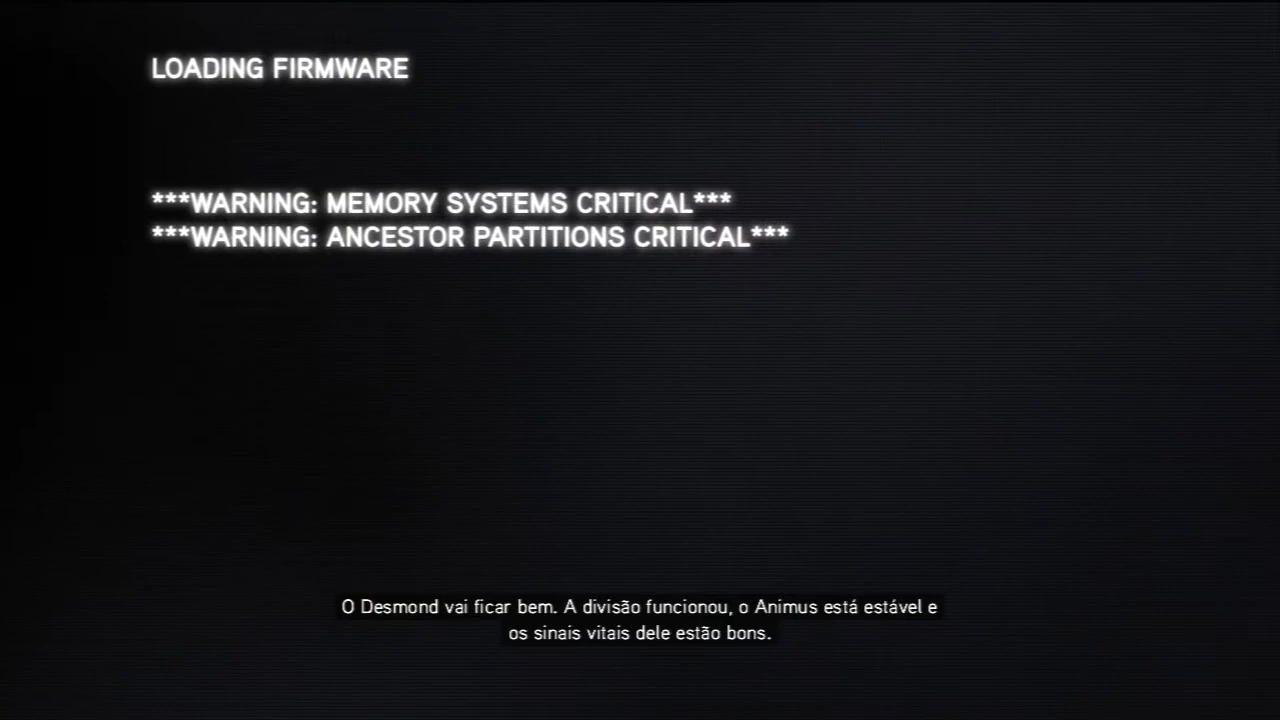 LOADING FIRMWARE
***WARNING: MEMORY SYSTEMS CRITICAL***
***WARNING: ANCESTOR PARTITIONS CRITICAL***
O Desmond vai ficar bem. A divisão funcionou, o Animus está estável e
os sinais vitais dele estão bons.